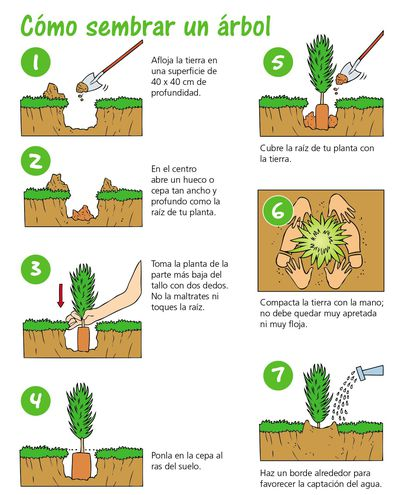 Cómo sembrar un árbol
1
Afloja la tierra en
una superficie de
40 x 40 cm de
profundidad.
2
En el centro
abre un hueco o
cepa tan ancho y
profundo como la
raíz de tu planta.
3
Toma la planta de la
parte más baja del
tallo con dos dedos.
No la maltrates ni
toques la raíz.
4
Ponla en la cepa al
ras del suelo.
5
Cubre la raíz de tu planta con
la tierra.
6
Compacta la tierra con la mano;
no debe quedar muy apretada
ni muy floja.
7
Haz un borde alrededor para
favorecer la captación del agua.